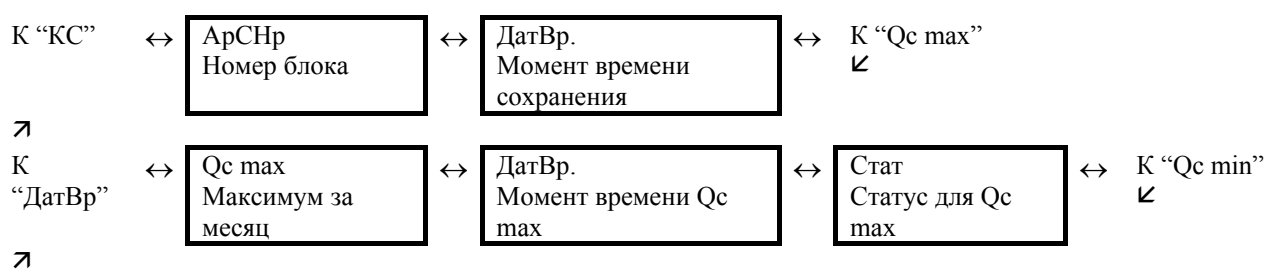 К “КС” ↔ АрСНр ↔ ДатВр. ↔ К “Qc max”
Номер блока Момент времени ↙
сохранения
↗
К ↔ Qc max ↔ ДатВр. ↔ Стат ↔ К “Qc min”
“ДатВр” Максимум за Момент времени Qc Статус для Qc ↙
месяц max max
↗